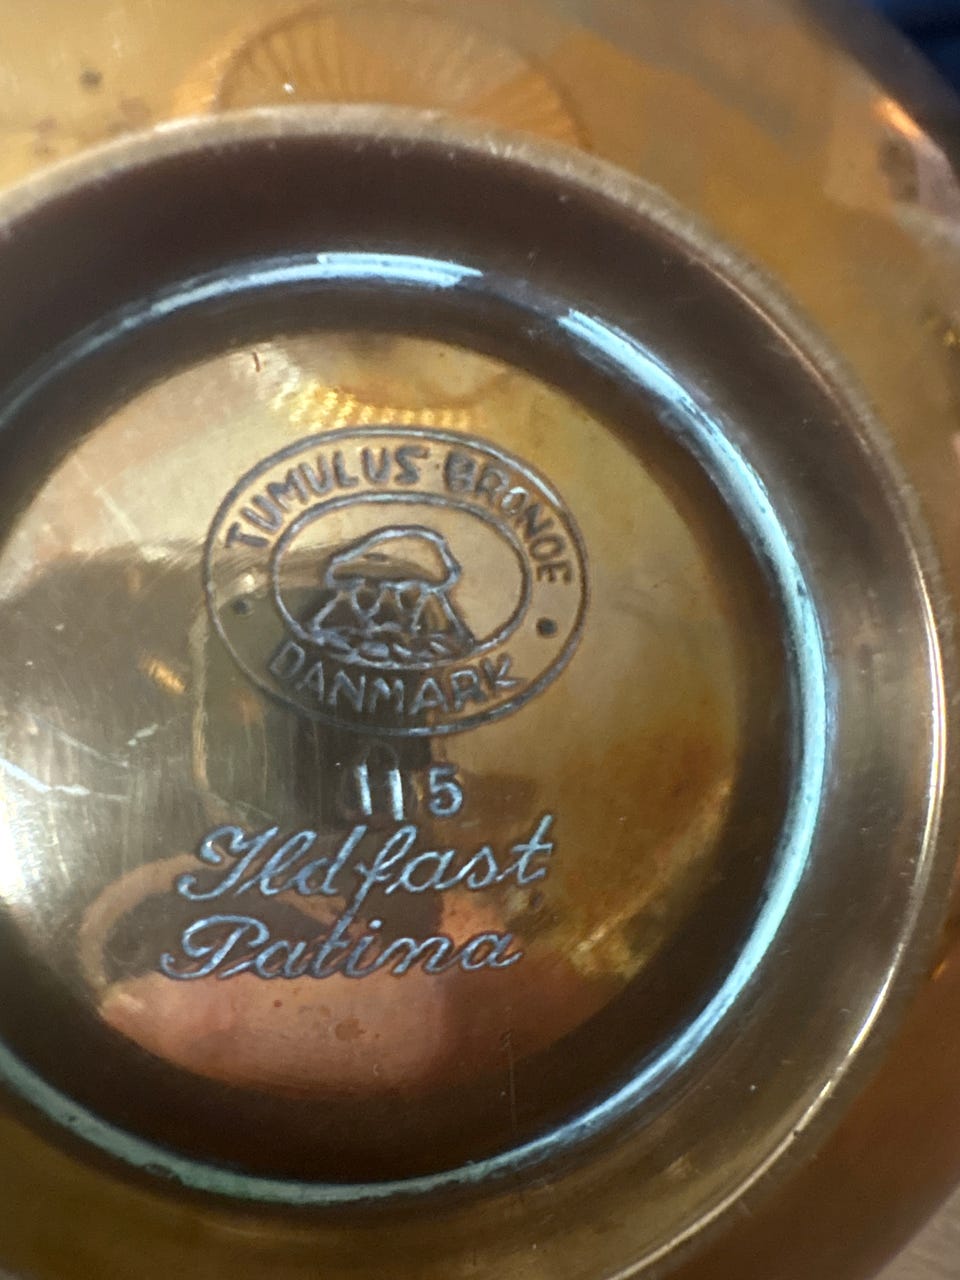 TUMULUS·BRONCE
DANMARK
115
Ildfast
Patina